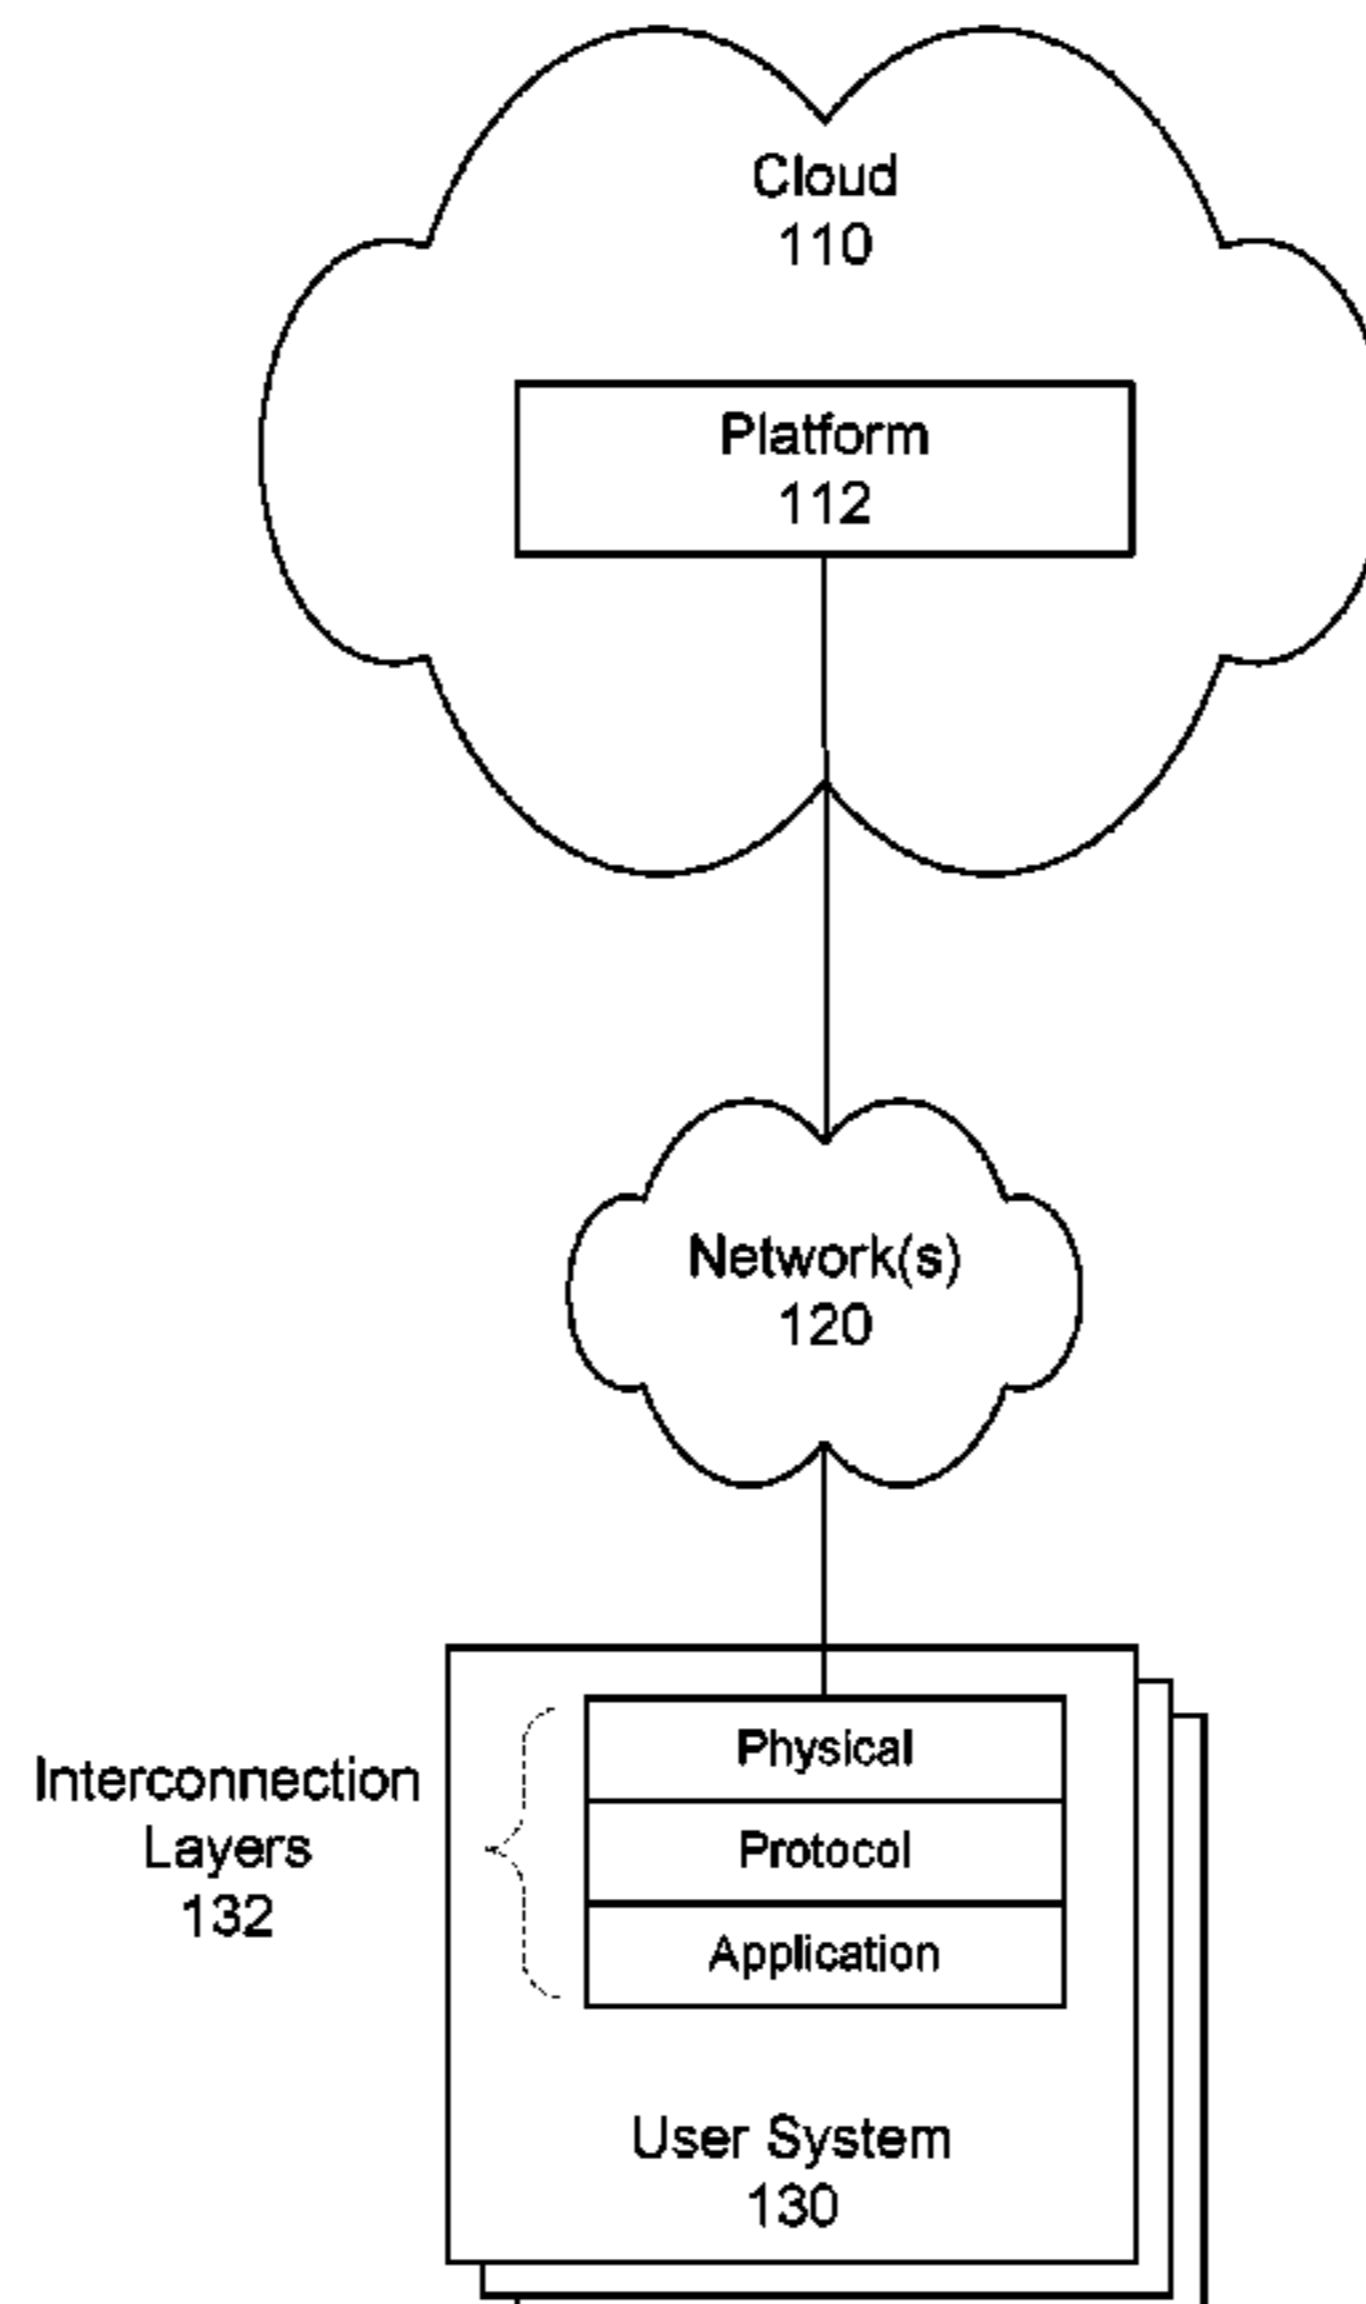 Cloud
110
Platform
112
Network(s)
120
Interconnection
Layers
132
Physical
Protocol
Application
User System
130